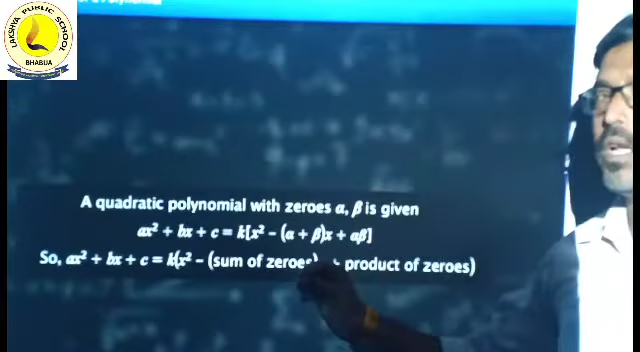 LAKSHYA PUBLIC SCHOOL
BHABUA
A quadratic polynomial with zeroes α, β is given
ax² + bx + c = k[x² – (α + β)x + αβ]
So, ax² + bx + c = k(x² – (sum of zeroes) + product of zeroes)